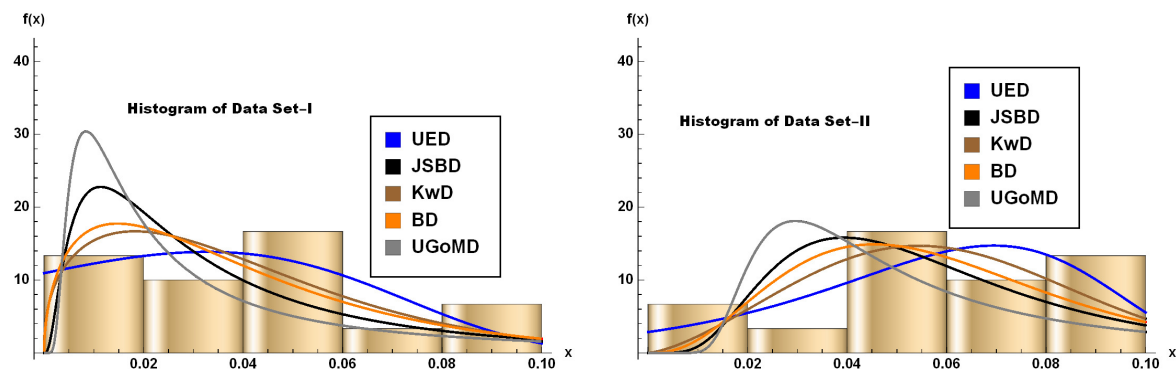 f(x)
40
30
20
10
0.02
0.04
0.06
0.08
0.10
x
Histogram of Data Set–I
UED
JSBD
KwD
BD
UGoMD
f(x)
40
30
20
10
0.02
0.04
0.06
0.08
0.10
x
Histogram of Data Set–II
UED
JSBD
KwD
BD
UGoMD